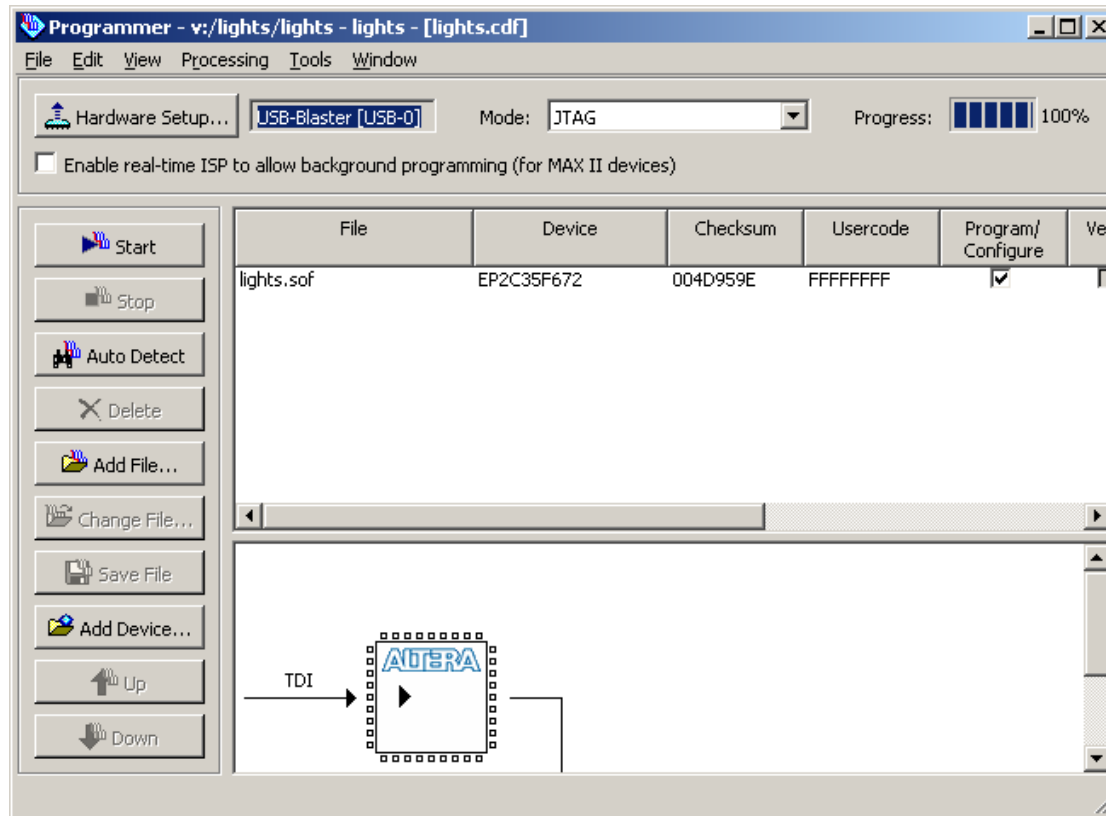 Programmer - v:/lights/lights - lights - [lights.cdf]
File Edit View Processing Tools Window
Hardware Setup... USB-Blaster [USB-0] Mode: JTAG Progress: 100%
Enable real-time ISP to allow background programming (for MAX II devices)
Start
Stop
Auto Detect
Delete
Add File...
Change File...
Save File
Add Device...
Up
Down
File Device Checksum Usercode Program/ Ve
Configure
lights.sof EP2C35F672 004D959E FFFFFFFF
ALTERA
TDI